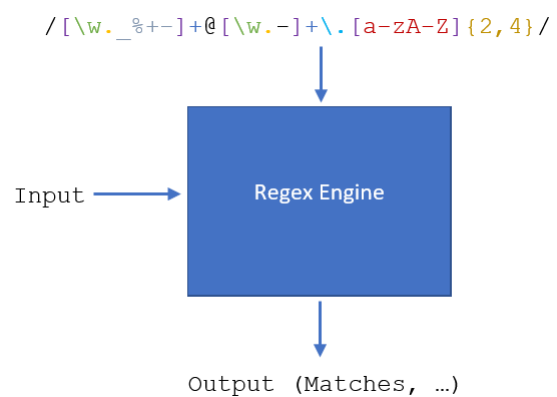 /[\w._%+-]+@[\w.-]+\.[a-zA-Z]{2,4}/
Regex Engine
Input
Output (Matches, …)